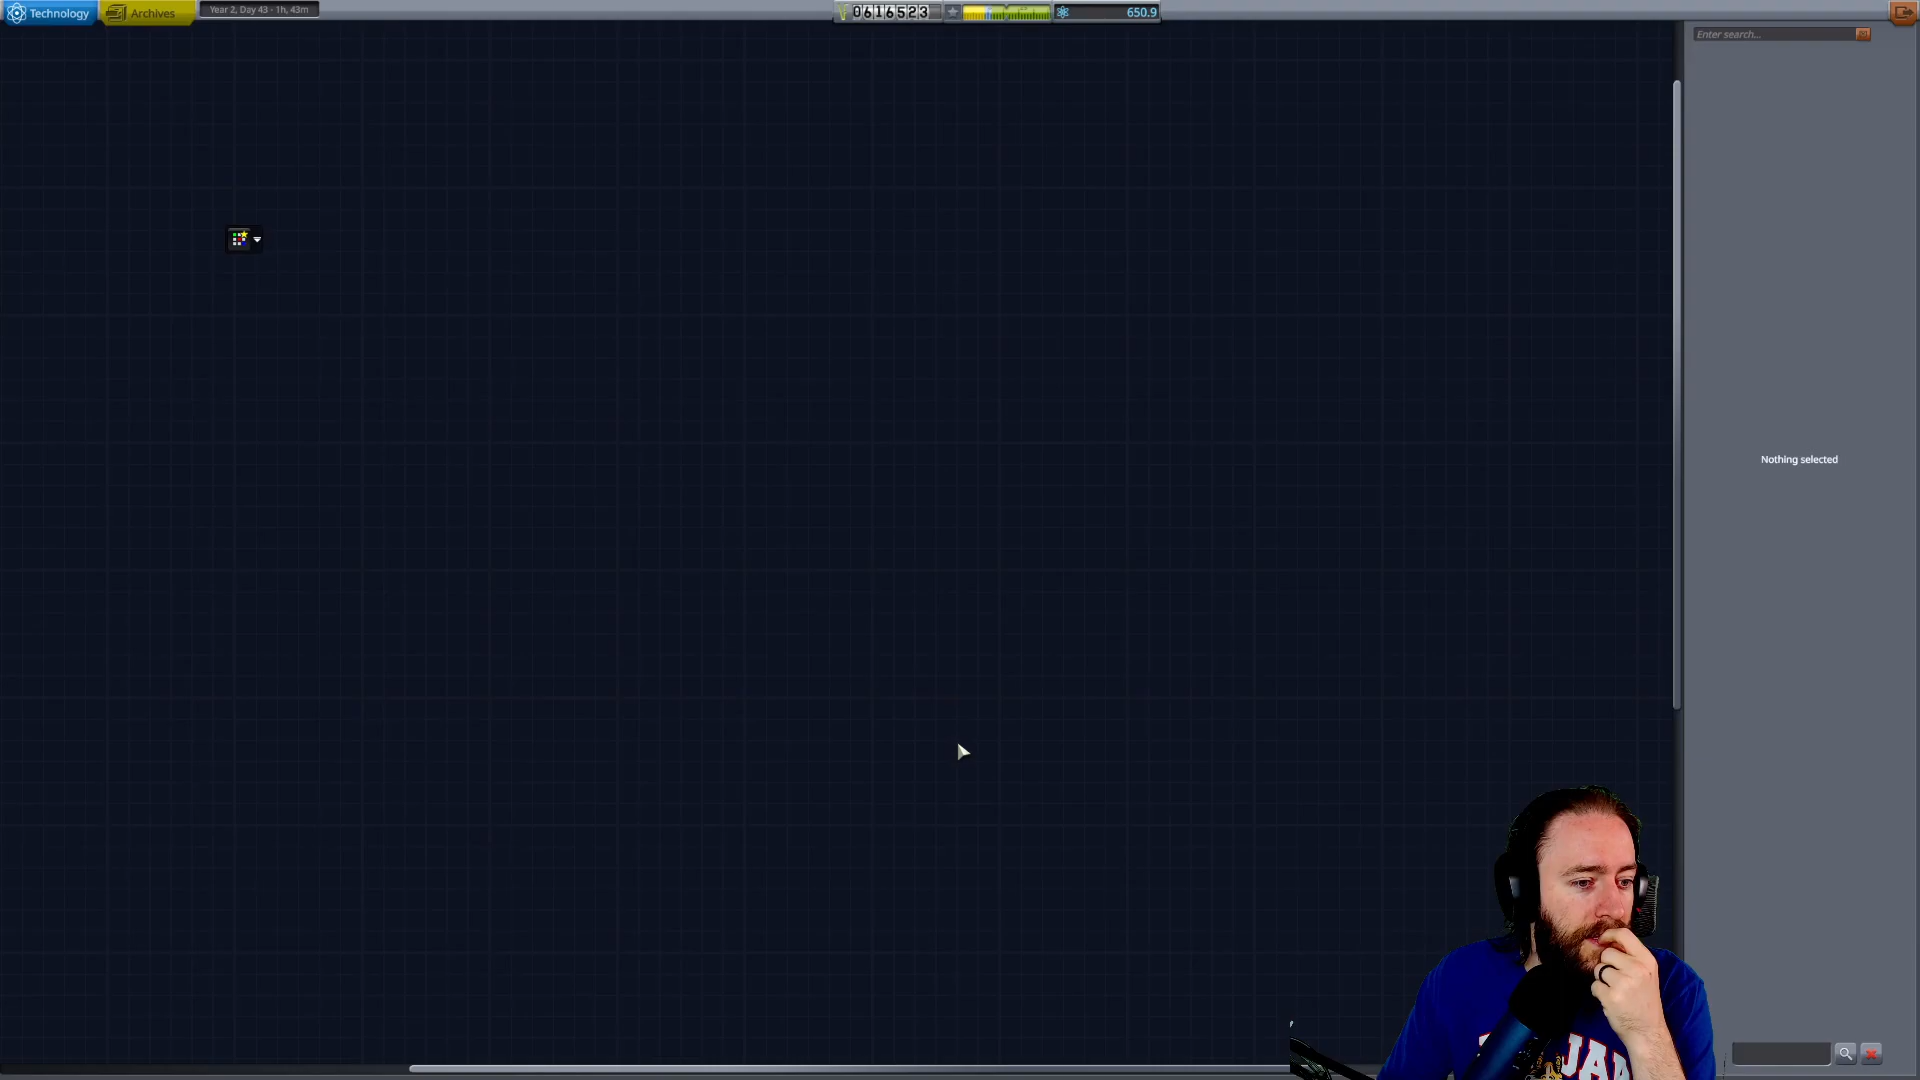 Technology
Archives
Year 2, Day 43 - 1h, 43m
0616523
650.9
Enter search...
Nothing selected